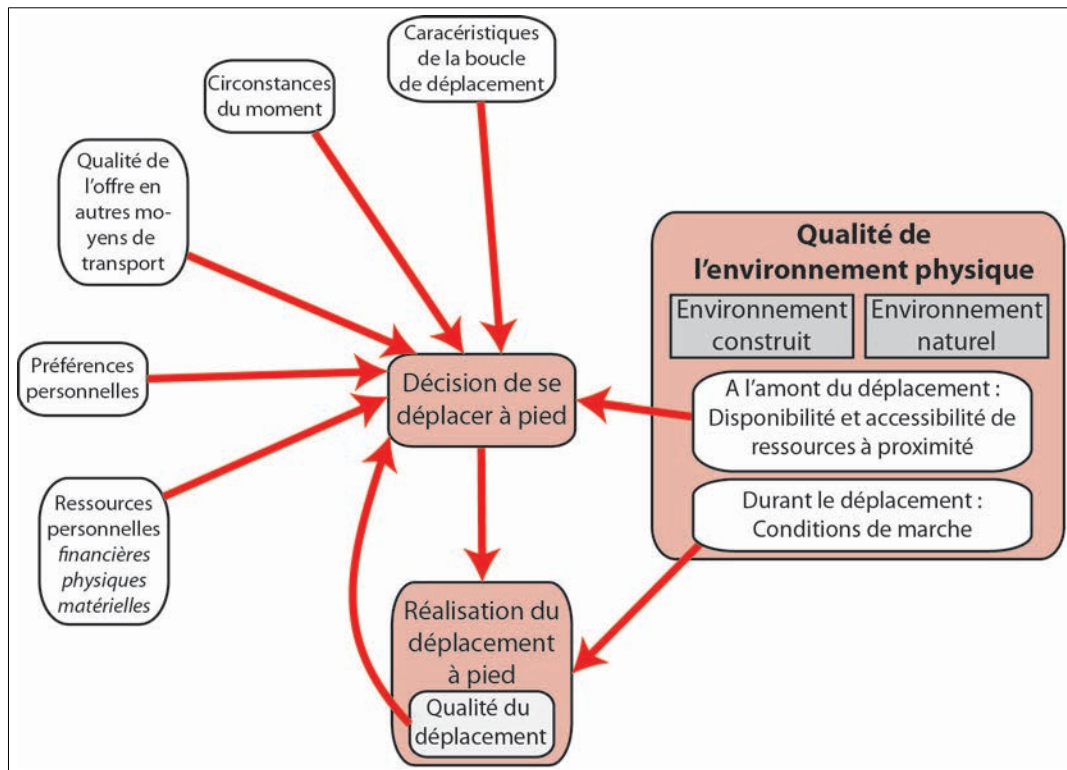 Caracéristiques
de la boucle
de déplacement
Circonstances
du moment
Qualité de
l'offre en
autres mo-
yens de
transport
Préférences
personnelles
Ressources
personnelles
financières
physiques
matérielles
Décision de se
déplacer à pied
Réalisation du
déplacement
à pied
Qualité du
déplacement
Qualité de
l'environnement physique
Environnement
construit
Environnement
naturel
A l'amont du déplacement :
Disponibilité et accessibilité de
ressources à proximité
Durant le déplacement :
Conditions de marche